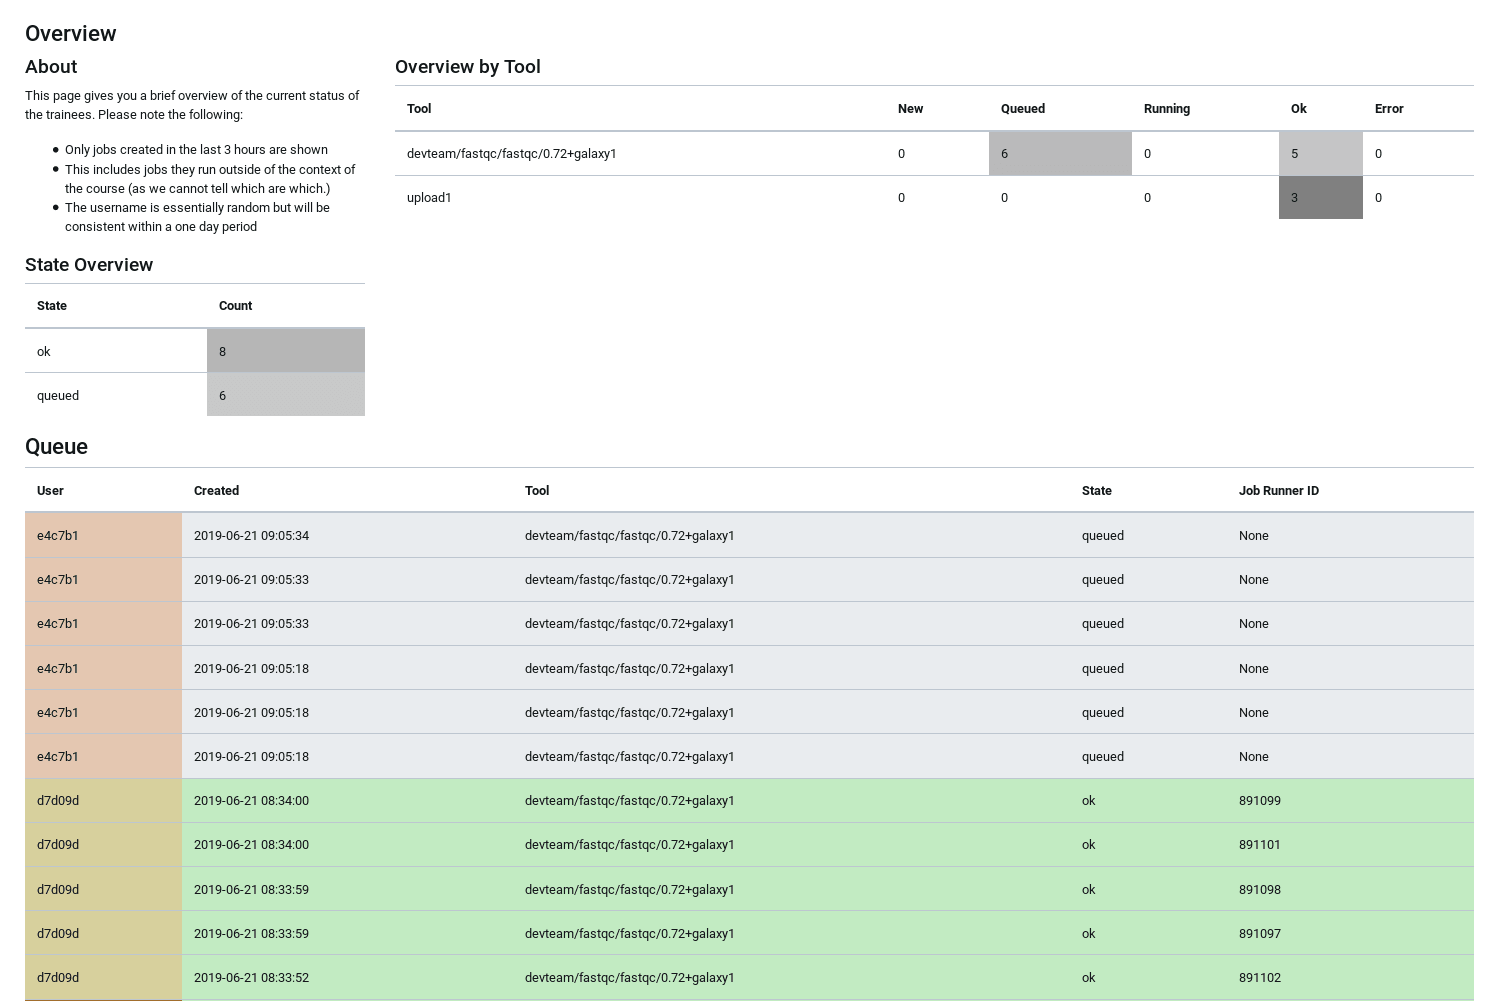 Overview
About
This page gives you a brief overview of the current status of
the trainees. Please note the following:
Only jobs created in the last 3 hours are shown
This includes jobs they run outside of the context of
the course (as we cannot tell which are which.)
The username is essentially random but will be
consistent within a one day period
State Overview
State Count
ok 8
queued 6
Overview by Tool
Tool New Queued Running Ok Error
devteam/fastqc/fastqc/0.72+galaxy1 0 6 0 5 0
upload1 0 0 0 3 0
Queue
User Created Tool State Job Runner ID
e4c7b1 2019-06-21 09:05:34 devteam/fastqc/fastqc/0.72+galaxy1 queued None
e4c7b1 2019-06-21 09:05:33 devteam/fastqc/fastqc/0.72+galaxy1 queued None
e4c7b1 2019-06-21 09:05:33 devteam/fastqc/fastqc/0.72+galaxy1 queued None
e4c7b1 2019-06-21 09:05:18 devteam/fastqc/fastqc/0.72+galaxy1 queued None
e4c7b1 2019-06-21 09:05:18 devteam/fastqc/fastqc/0.72+galaxy1 queued None
e4c7b1 2019-06-21 09:05:18 devteam/fastqc/fastqc/0.72+galaxy1 queued None
d7d09d 2019-06-21 08:34:00 devteam/fastqc/fastqc/0.72+galaxy1 ok 891099
d7d09d 2019-06-21 08:34:00 devteam/fastqc/fastqc/0.72+galaxy1 ok 891101
d7d09d 2019-06-21 08:33:59 devteam/fastqc/fastqc/0.72+galaxy1 ok 891098
d7d09d 2019-06-21 08:33:59 devteam/fastqc/fastqc/0.72+galaxy1 ok 891097
d7d09d 2019-06-21 08:33:52 devteam/fastqc/fastqc/0.72+galaxy1 ok 891102